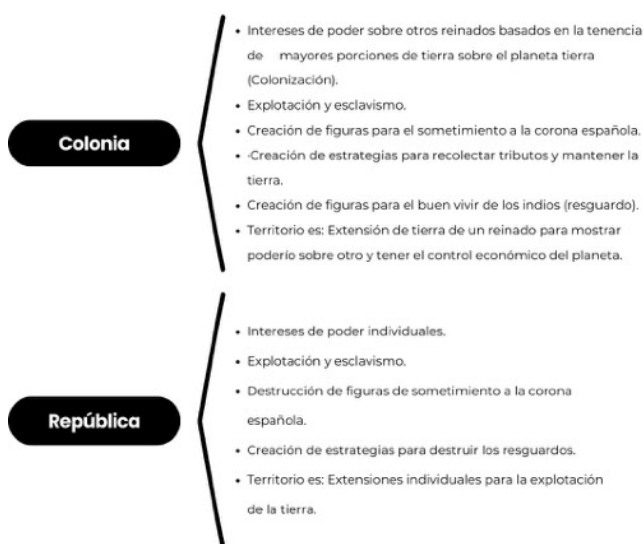 Colonia
• Intereses de poder sobre otros reinados basados en la tenencia
de mayores porciones de tierra sobre el planeta tierra
(Colonización).
• Explotación y esclavismo.
• Creación de figuras para el sometimiento a la corona española.
• ·Creación de estrategias para recolectar tributos y mantener la
tierra.
• Creación de figuras para el buen vivir de los indios (resguardo).
• Territorio es: Extensión de tierra de un reinado para mostrar
poderío sobre otro y tener el control económico del planeta.
República
• Intereses de poder individuales.
• Explotación y esclavismo.
• Destrucción de figuras de sometimiento a la corona
española.
• Creación de estrategias para destruir los resguardos.
• Territorio es: Extensiones individuales para la explotación
de la tierra.